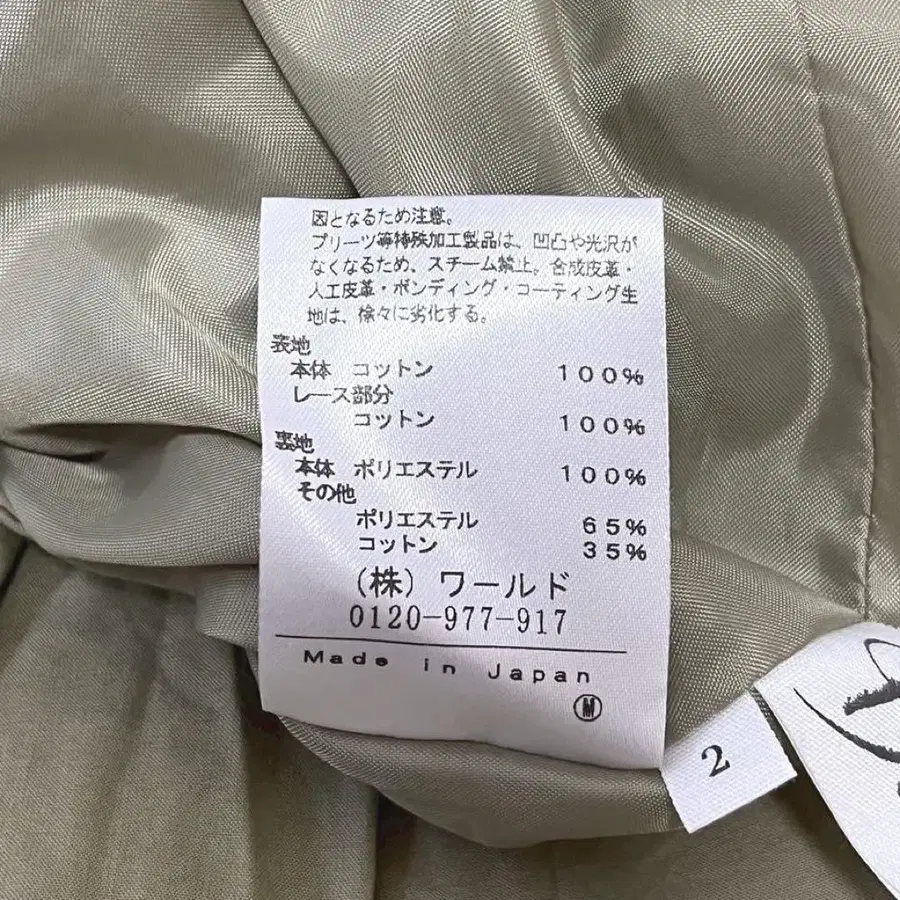 因となるため注意。
プリーツ等特殊加工製品は、凹凸や光沢が
なくなるため、スチーム禁止。合成皮革・
人工皮革・ボンディング・コーティング生
地は、徐々に劣化する。
表地
本体 コットン 100%
レース部分
コットン 100%
裏地
本体 ポリエステル 100%
その他
ポリエステル 65%
コットン 35%
(株)ワールド
0120-977-917
Made in Japan
M
2